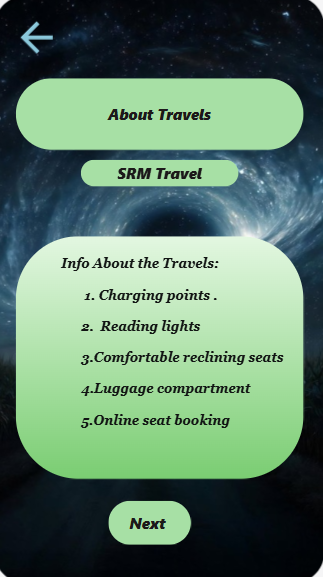 About Travels
SRM Travel
Info About the Travels:
1. Charging points .
2. Reading lights
3.Comfortable reclining seats
4.Luggage compartment
5.Online seat booking
Next